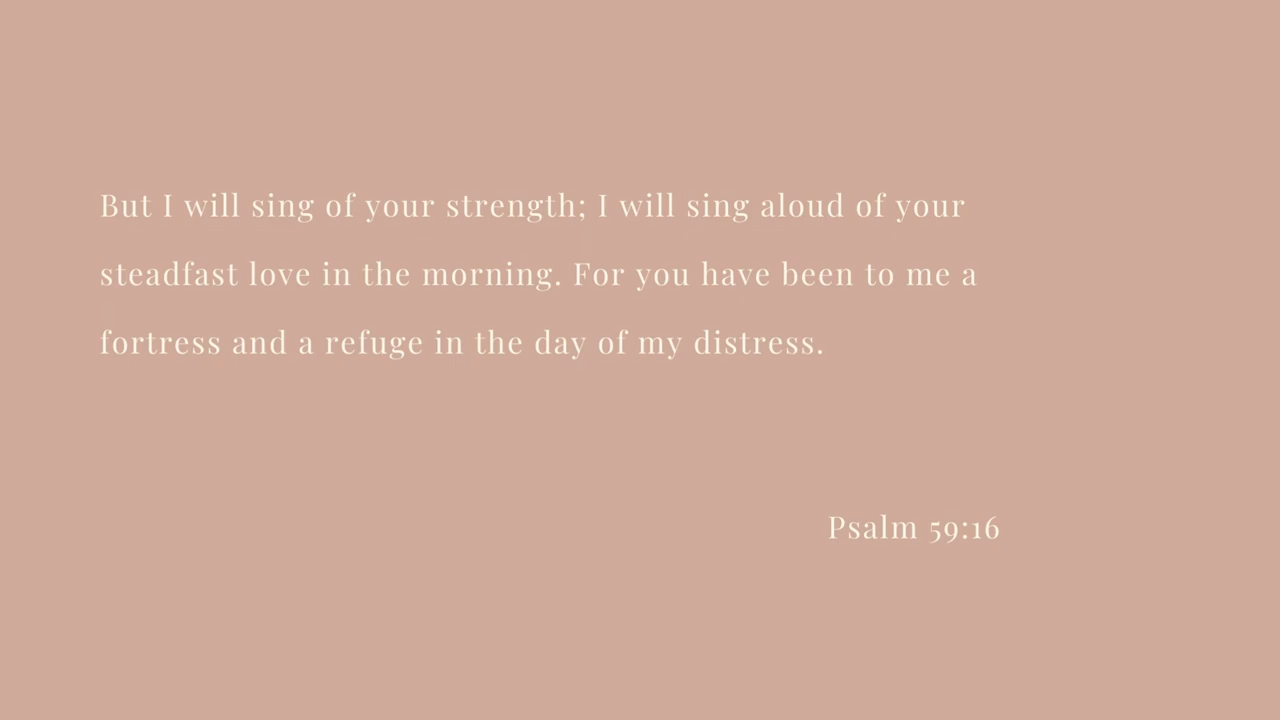 But I will sing of your strength; I will sing aloud of your
steadfast love in the morning. For you have been to me a
fortress and a refuge in the day of my distress.
Psalm 59:16